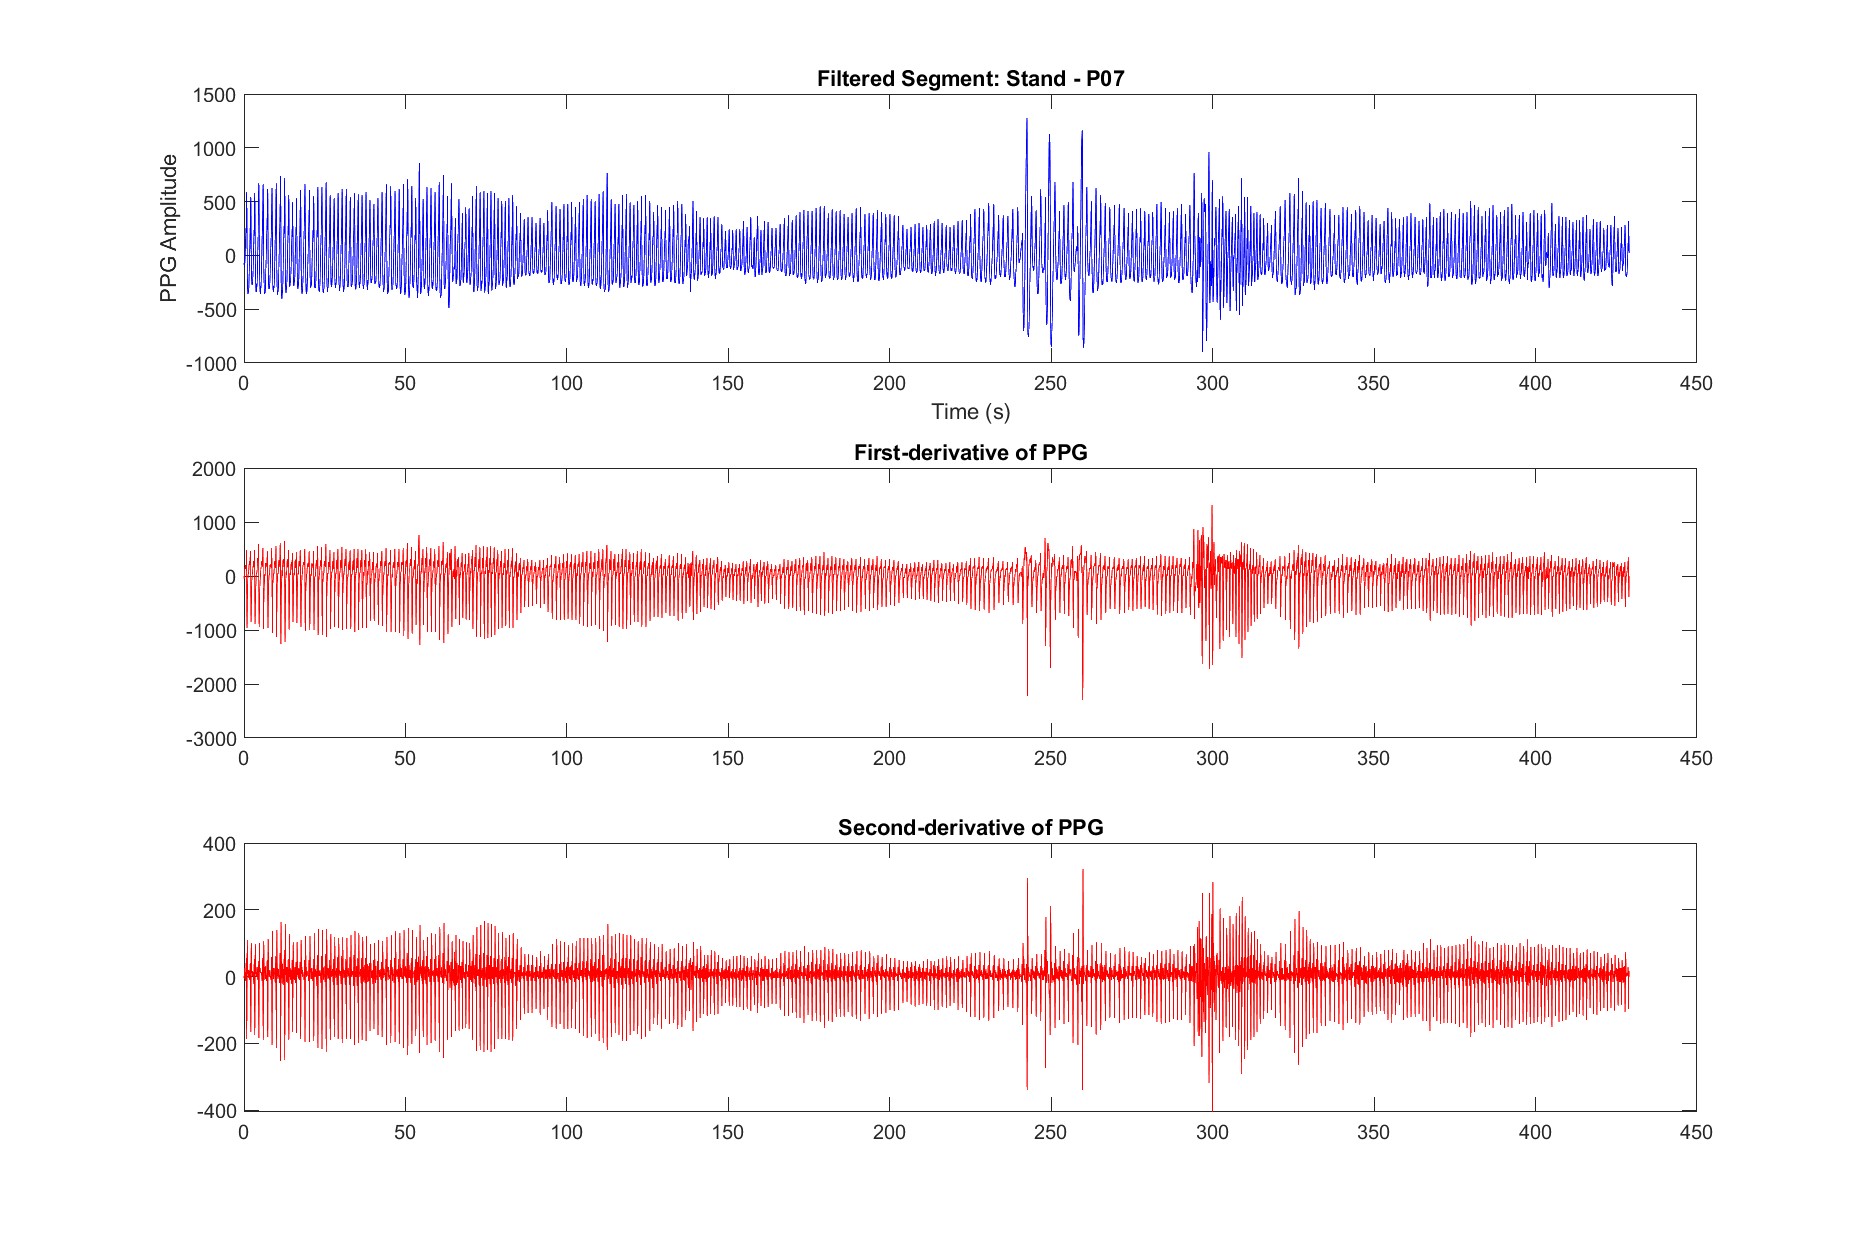 Filtered Segment: Stand - P07
1500
1000
500
0
-500
-1000
PPG Amplitude
0 50 100 150 200 250 300 350 400 450
Time (s)
First-derivative of PPG
2000
1000
0
-1000
-2000
-3000
0 50 100 150 200 250 300 350 400 450
Second-derivative of PPG
400
200
0
-200
-400
0 50 100 150 200 250 300 350 400 450